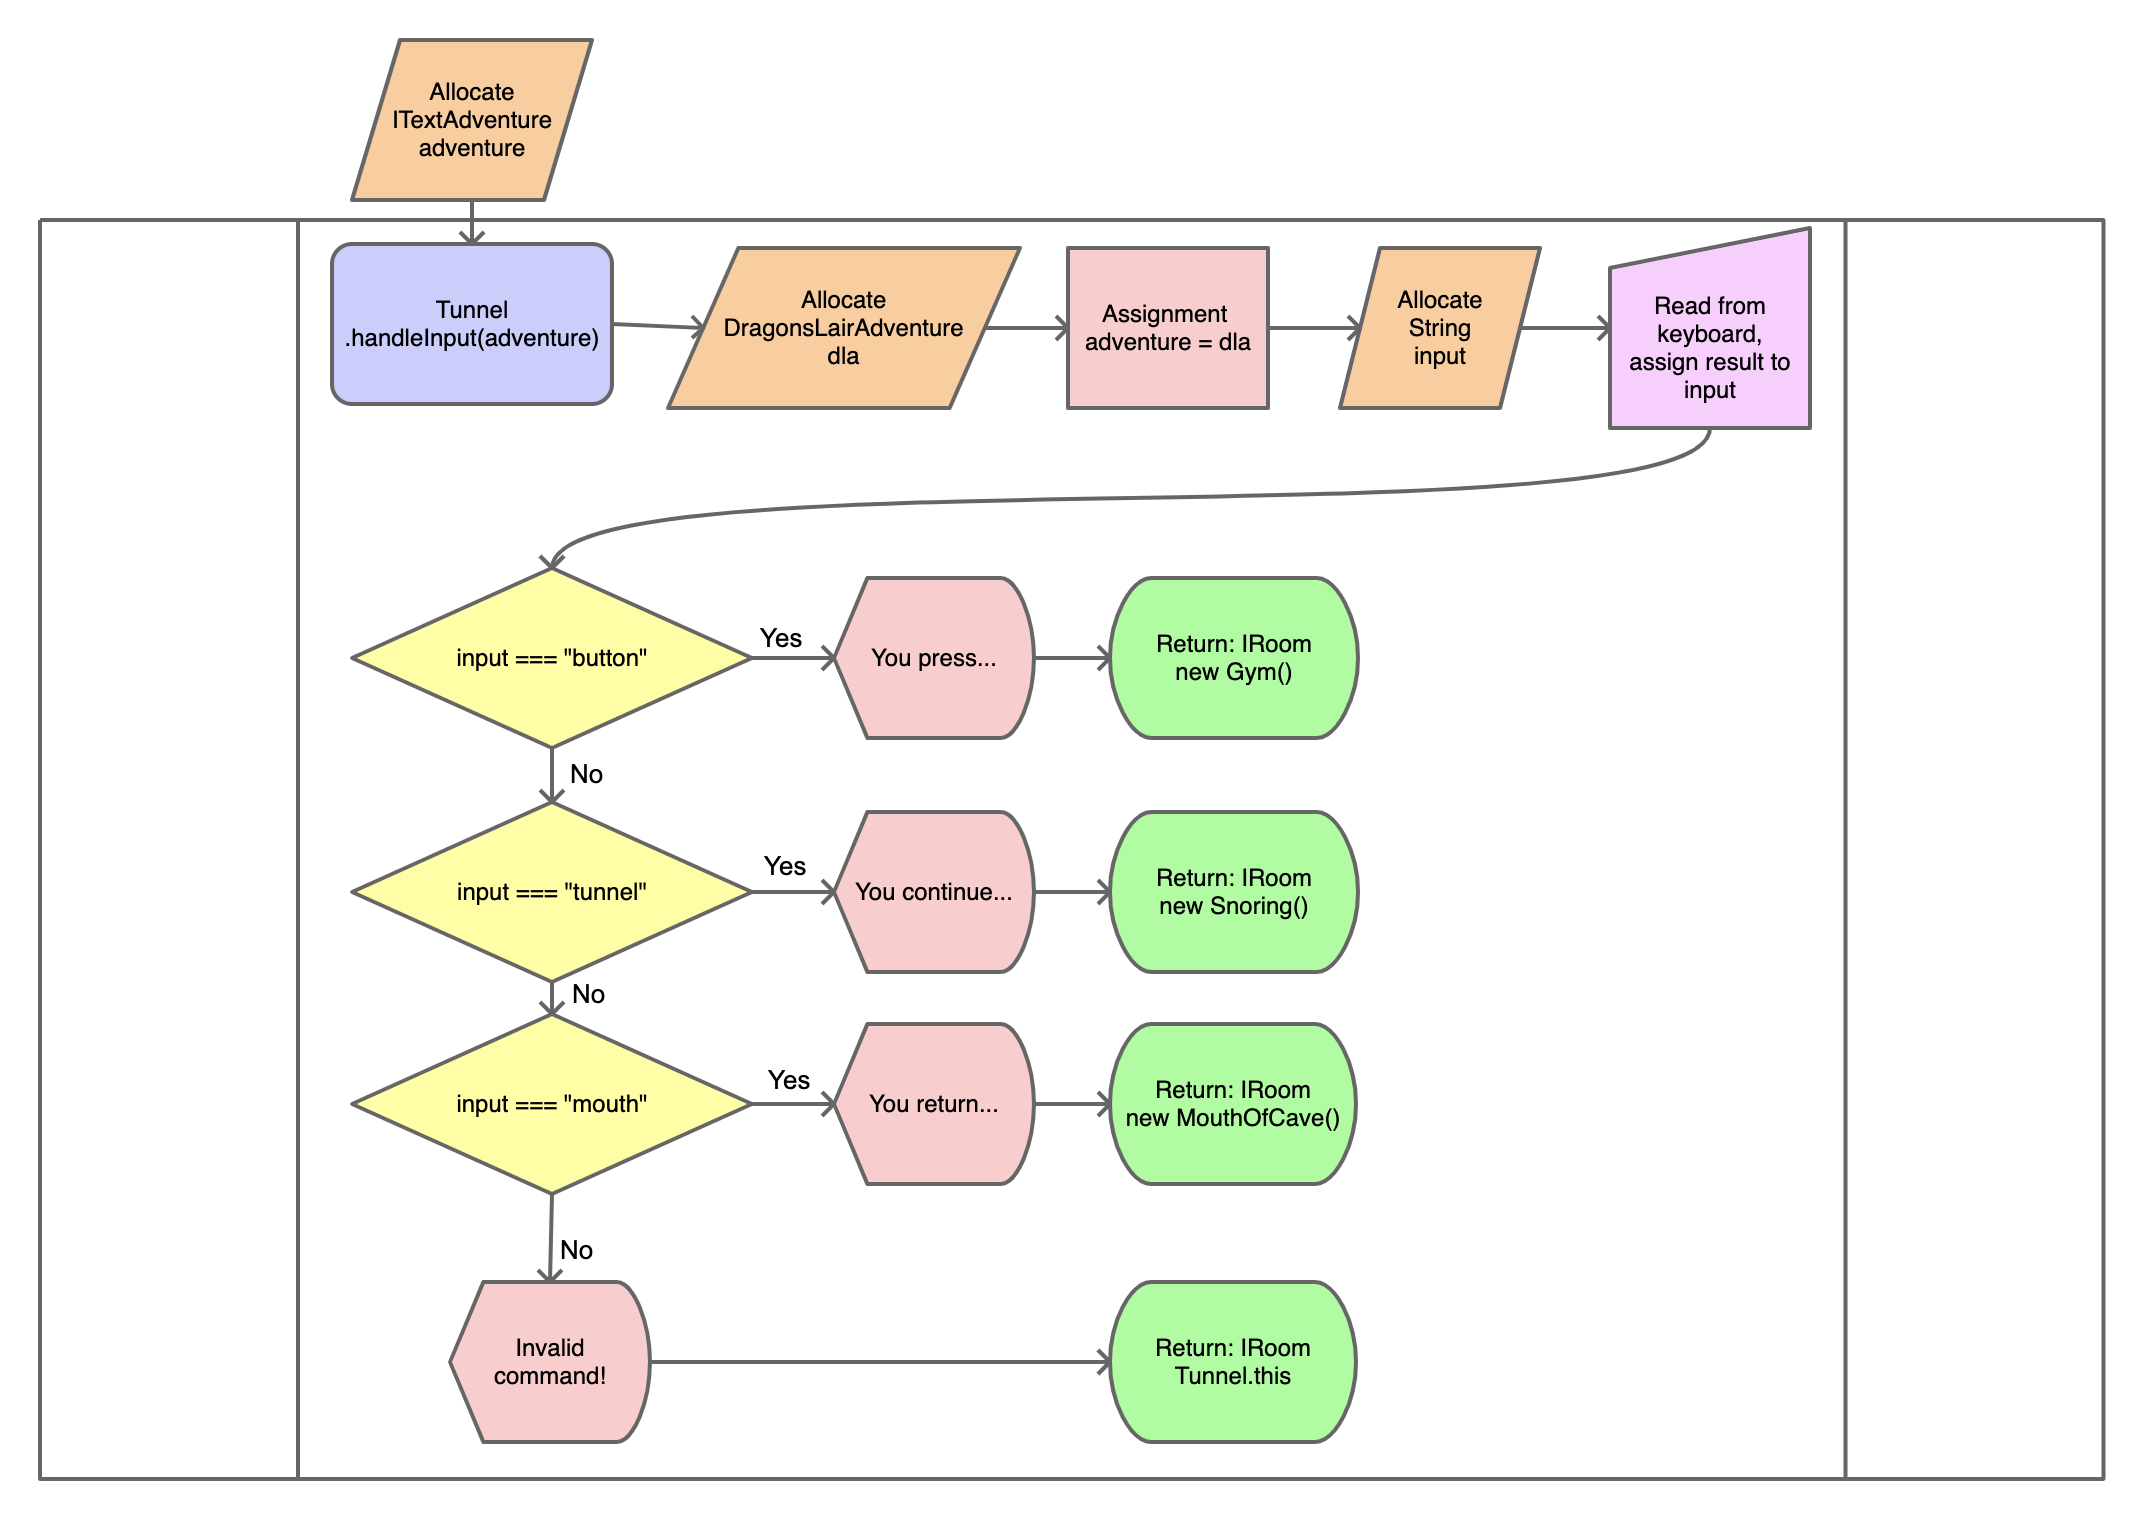 Allocate
ITextAdventure
adventure
Tunnel
.handleInput(adventure)
Allocate
DragonsLairAdventure
dla
Assignment
adventure = dla
Allocate
String
input
Read from
keyboard,
assign result to
input
input === "button"
Yes
You press...
Return: IRoom
new Gym()
No
input === "tunnel"
Yes
You continue...
Return: IRoom
new Snoring()
No
input === "mouth"
Yes
You return...
Return: IRoom
new MouthOfCave()
No
Invalid
command!
Return: IRoom
Tunnel.this